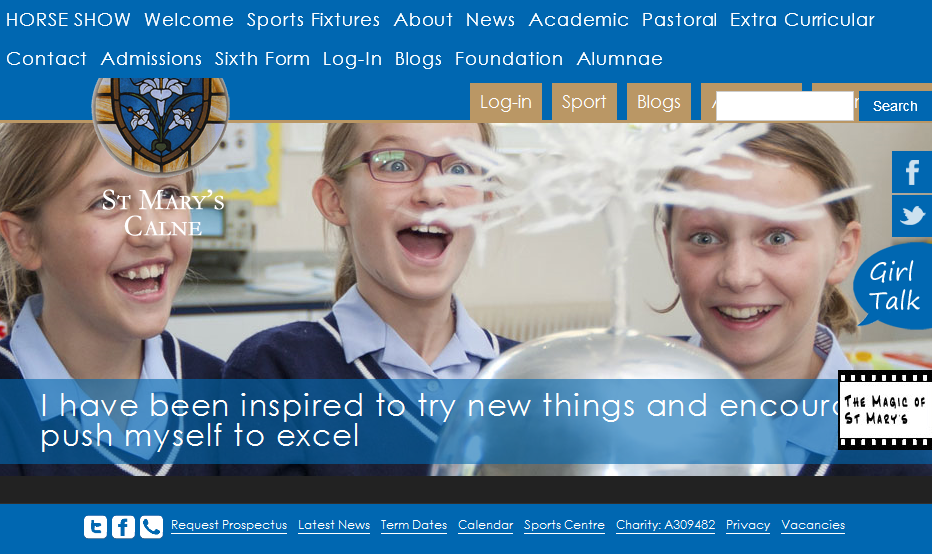 HORSE SHOW Welcome Sports Fixtures About News Academic Pastoral Extra Curricular
Contact Admissions Sixth Form Log-In Blogs Foundation Alumnae
Log-in Sport Blogs Search
St Mary's
Calne
Girl
Talk
I have been inspired to try new things and
push myself to excel
The Magic of
St Mary's
Request Prospectus Latest News Term Dates Calendar Sports Centre Charity: A309482 Privacy Vacancies